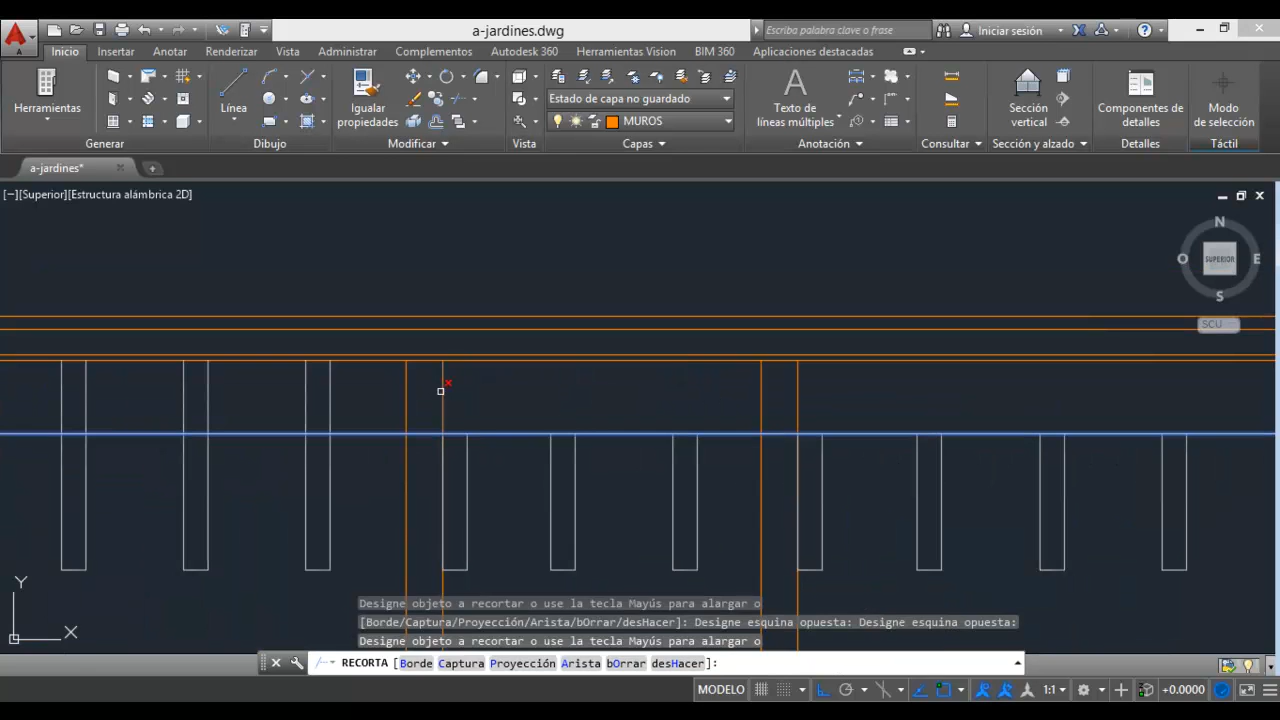 a-jardines.dwg
Escriba palabra clave o frase
Iniciar sesión
Inicio
Insertar
Anotar
Renderizar
Vista
Administrar
Complementos
Autodesk 360
Herramientas Vision
BIM 360
Aplicaciones destacadas
Herramientas
Línea
Igualar
propiedades
Estado de capa no guardado
MUROS
Texto de
líneas múltiples
Sección
vertical
Componentes de
detalles
Modo
de selección
General
Dibujo
Modificar
Vista
Capas
Anotación
Consultar
Sección y alzado
Detalles
Táctil
a-jardines*
[−][Superior][Estructura alámbrica 2D]
N
O
SUPERIOR
E
S
SCU
Y
X
Designe objeto a recortar o use la tecla Mayús para alargar o
[Borde/Captura/Proyección/Arista/bOrrar/desHacer]: Designe esquina opuesta: Designe esquina opuesta:
Designe objeto a recortar o use la tecla Mayús para alargar o
RECORTA [Borde Captura Proyección Arista bOrrar desHacer]:
MODELO
1:1
+0.0000